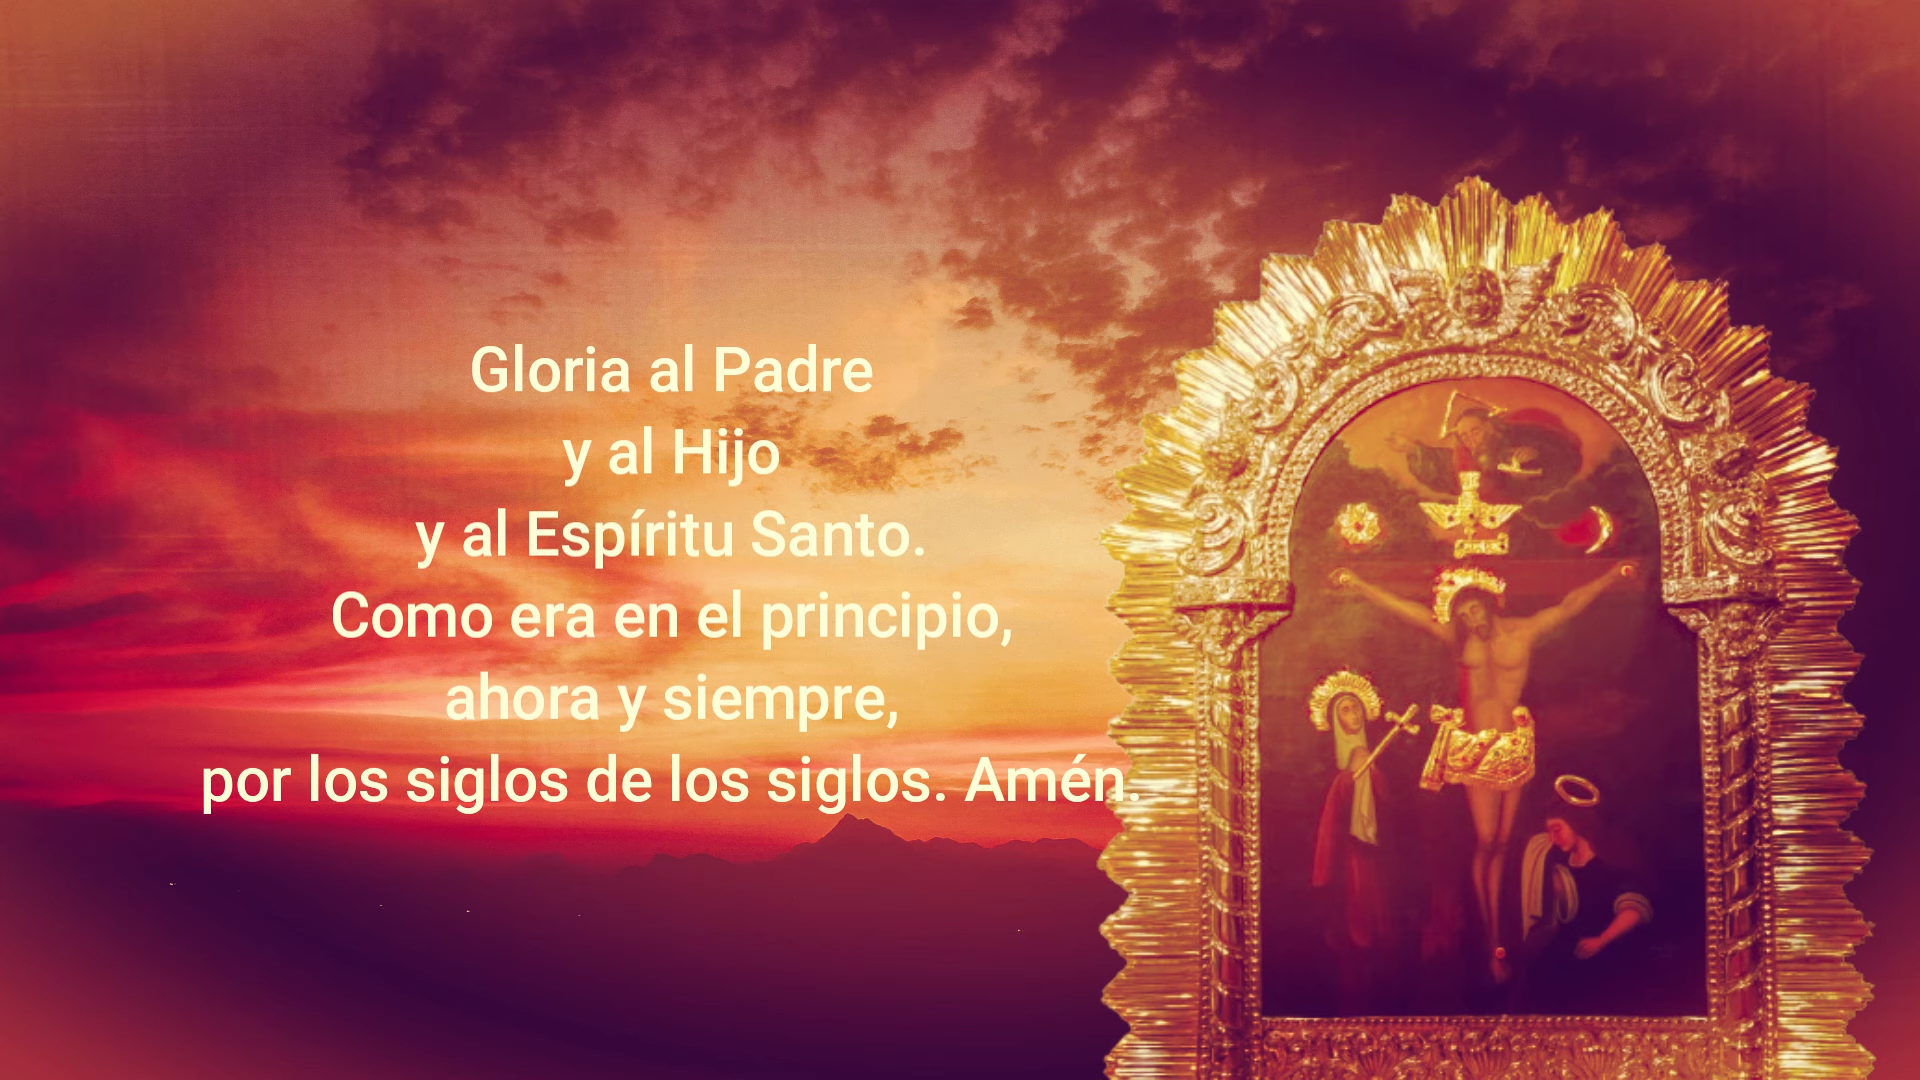 Gloria al Padre
y al Hijo
y al Espíritu Santo.
Como era en el principio,
ahora y siempre,
por los siglos de los siglos. Amén.